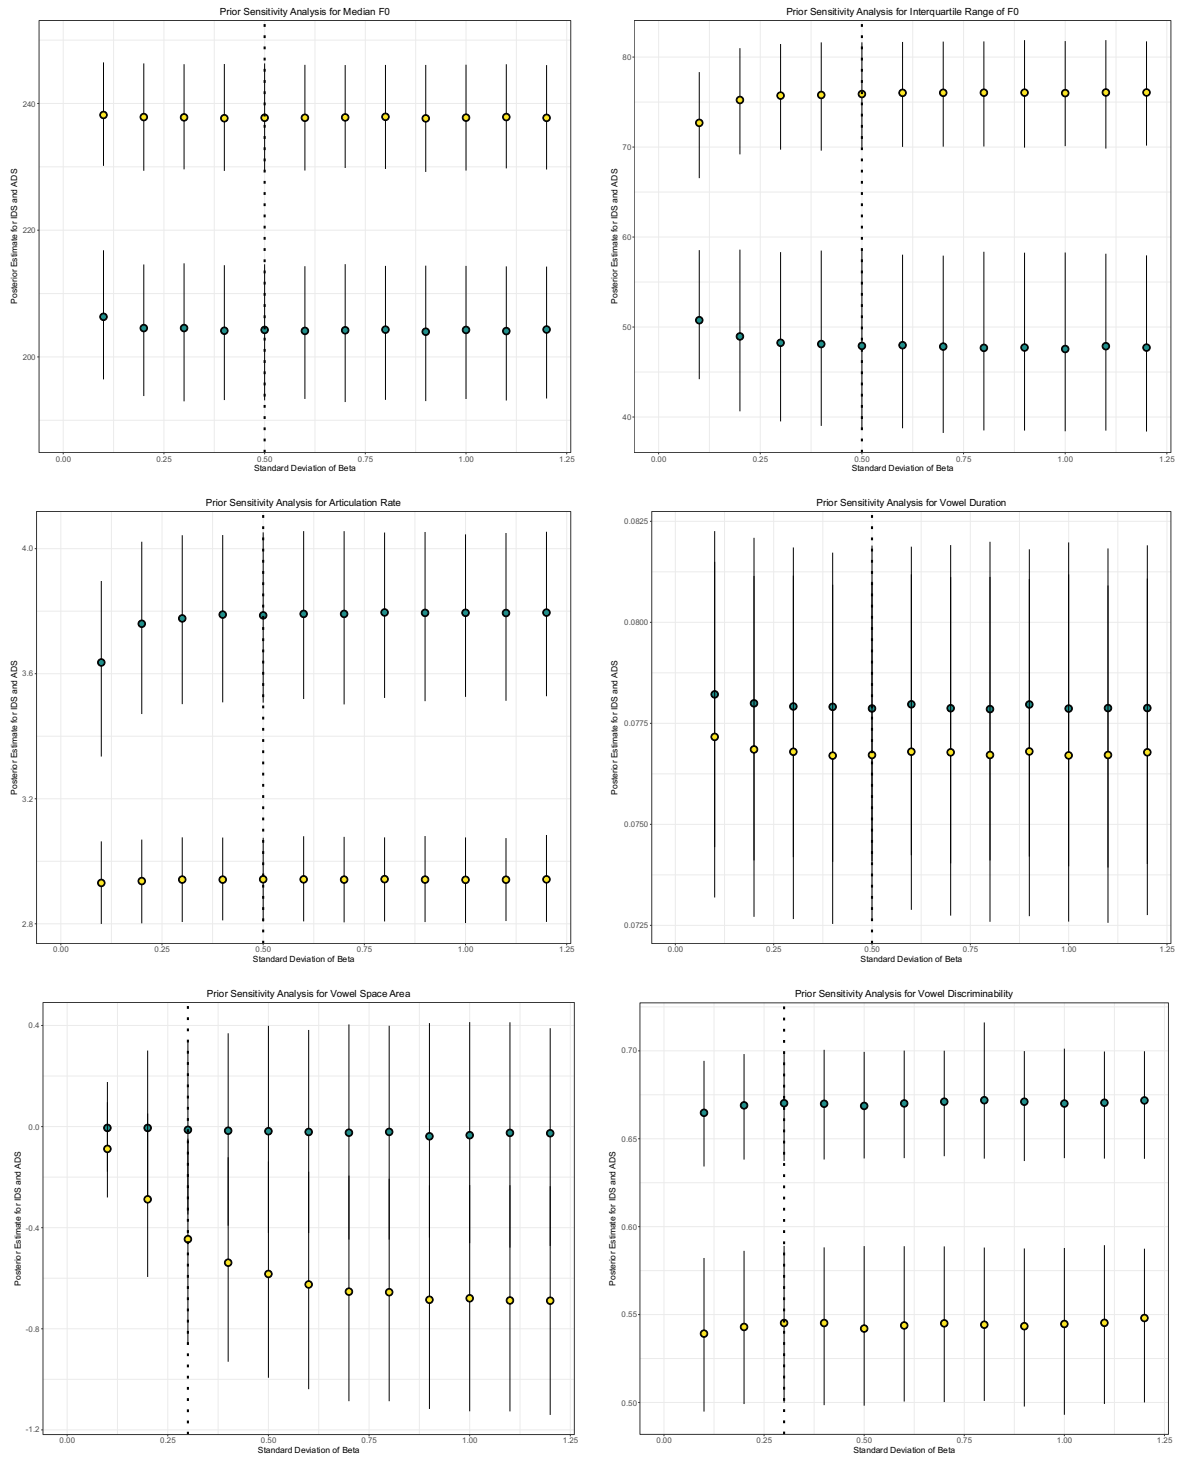 Prior Sensitivity Analysis for Median F0
Posterior Estimate for IDS and ADS
240
220
200
0.00 0.25 0.50 0.75 1.00 1.25
Standard Deviation of Beta
Prior Sensitivity Analysis for Interquartile Range of F0
Posterior Estimate for IDS and ADS
80
70
60
50
40
0.00 0.25 0.50 0.75 1.00 1.25
Standard Deviation of Beta
Prior Sensitivity Analysis for Articulation Rate
Posterior Estimate for IDS and ADS
4.0
3.6
3.2
2.8
0.00 0.25 0.50 0.75 1.00 1.25
Standard Deviation of Beta
Prior Sensitivity Analysis for Vowel Duration
Posterior Estimate for IDS and ADS
0.0825
0.0800
0.0775
0.0750
0.0725
0.00 0.25 0.50 0.75 1.00 1.25
Standard Deviation of Beta
Prior Sensitivity Analysis for Vowel Space Area
Posterior Estimate for IDS and ADS
0.4
0.0
-0.4
-0.8
-1.2
0.00 0.25 0.50 0.75 1.00 1.25
Standard Deviation of Beta
Prior Sensitivity Analysis for Vowel Discriminability
Posterior Estimate for IDS and ADS
0.70
0.65
0.60
0.55
0.50
0.00 0.25 0.50 0.75 1.00 1.25
Standard Deviation of Beta